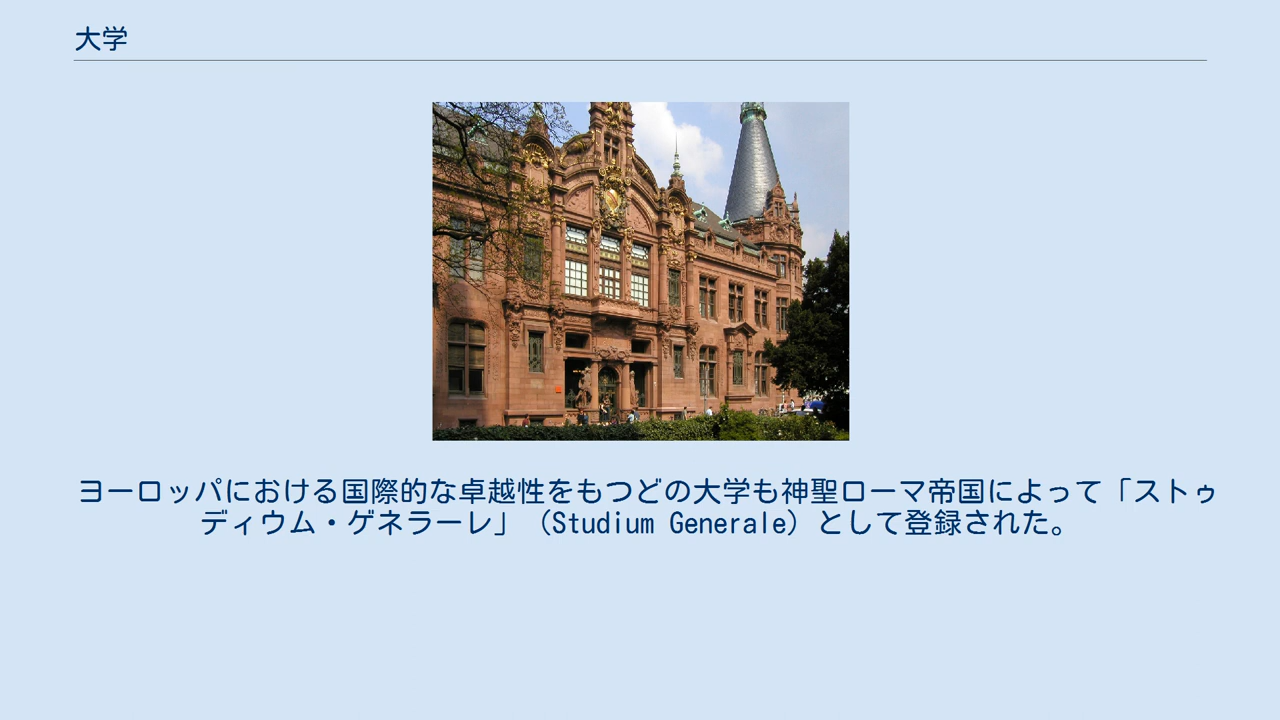 大学
ヨーロッパにおける国際的な卓越性をもつどの大学も神聖ローマ帝国によって「ストゥ
ディウム・ゲネラーレ」（Studium Generale）として登録された。